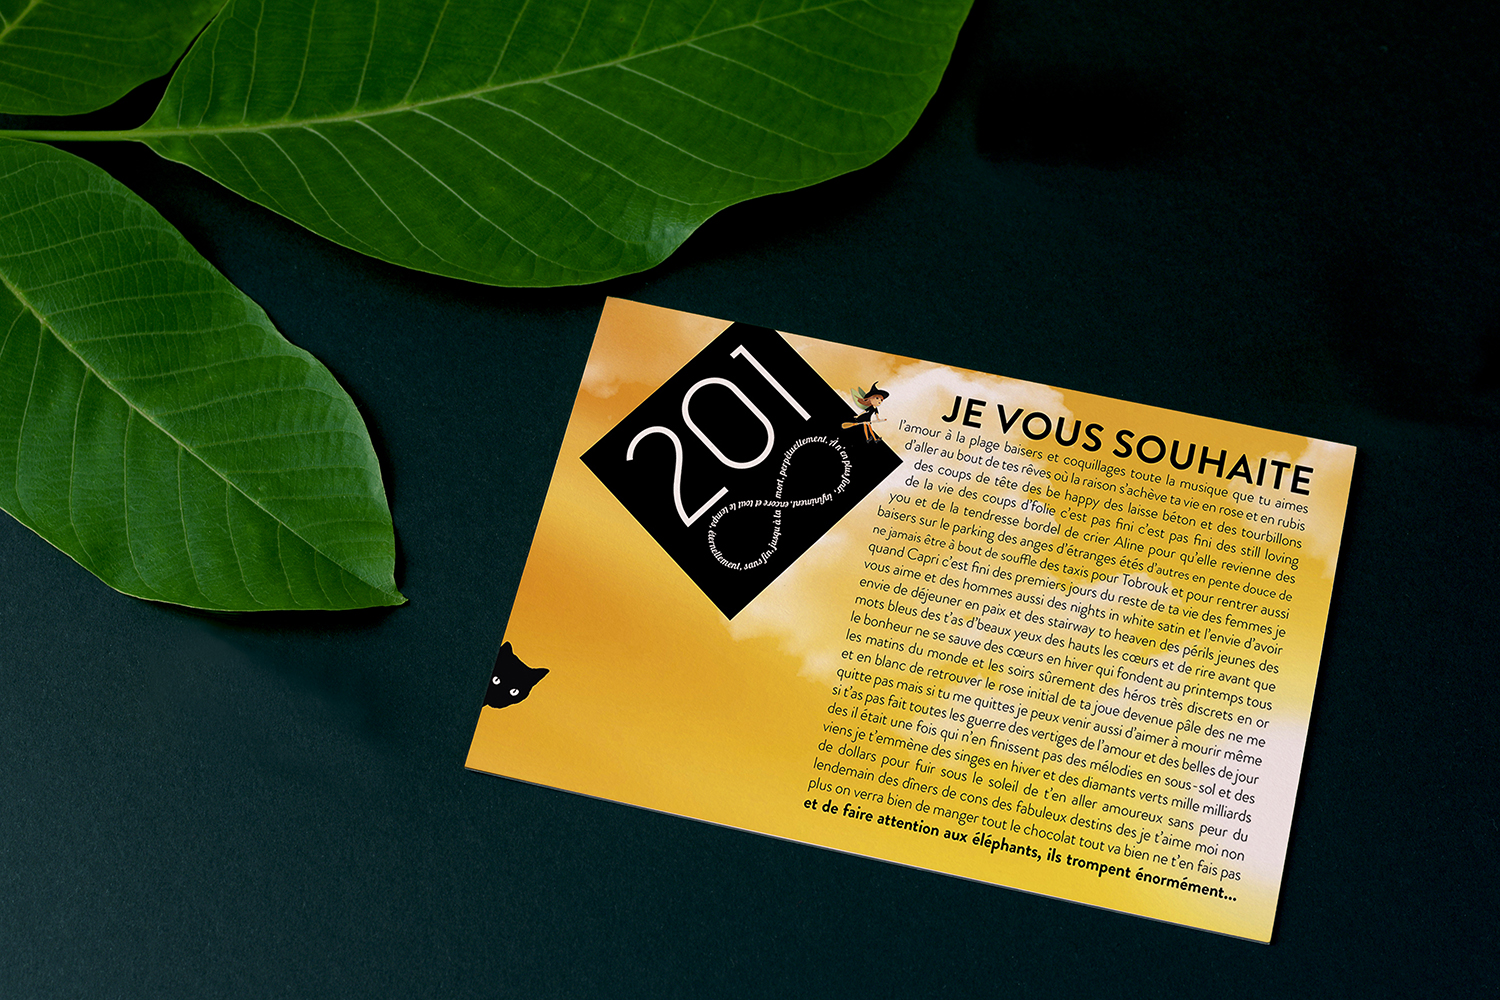 201
À n'en plus finir, infiniment, encore et tout le temps, éternellement, sans fin, jusqu'à la mort, perpétuellement,
JE VOUS SOUHAITE
l'amour à la plage baisers et coquillages toute la musique que tu aimes
d'aller au bout de tes rêves où la raison s'achève ta vie en rose et en rubis
des coups de tête des be happy des laisse béton et des tourbillons
de la vie des coups d'folie c'est pas fini c'est pas fini des still loving
you et de la tendresse bordel de crier Aline pour qu'elle revienne des
baisers sur le parking des anges d'étranges étés d'autres en pente douce de
ne jamais être à bout de souffle des taxis pour Tobrouk et pour rentrer aussi
quand Capri c'est fini des premiers jours du reste de ta vie des femmes je
vous aime et des hommes aussi des nights in white satin et l'envie d'avoir
envie de déjeuner en paix et des stairway to heaven des périls jeunes des
mots bleus des t'as d'beaux yeux des hauts les cœurs et de rire avant que
le bonheur ne se sauve des cœurs en hiver qui fondent au printemps tous
les matins du monde et les soirs sûrement des héros très discrets en or
et en blanc de retrouver le rose initial de ta joue devenue pâle des ne me
quitte pas mais si tu me quittes je peux venir aussi d'aimer à mourir même
si t'as pas fait toutes les guerre des vertiges de l'amour et des belles de jour
des il était une fois qui n'en finissent pas des mélodies en sous-sol et des
viens je t'emmène des singes en hiver et des diamants verts mille milliards
de dollars pour fuir sous le soleil de t'en aller amoureux sans peur du
lendemain des dîners de cons des fabuleux destins des je t'aime moi non
plus on verra bien de manger tout le chocolat tout va bien ne t'en fais pas
et de faire attention aux éléphants, ils trompent énormément...